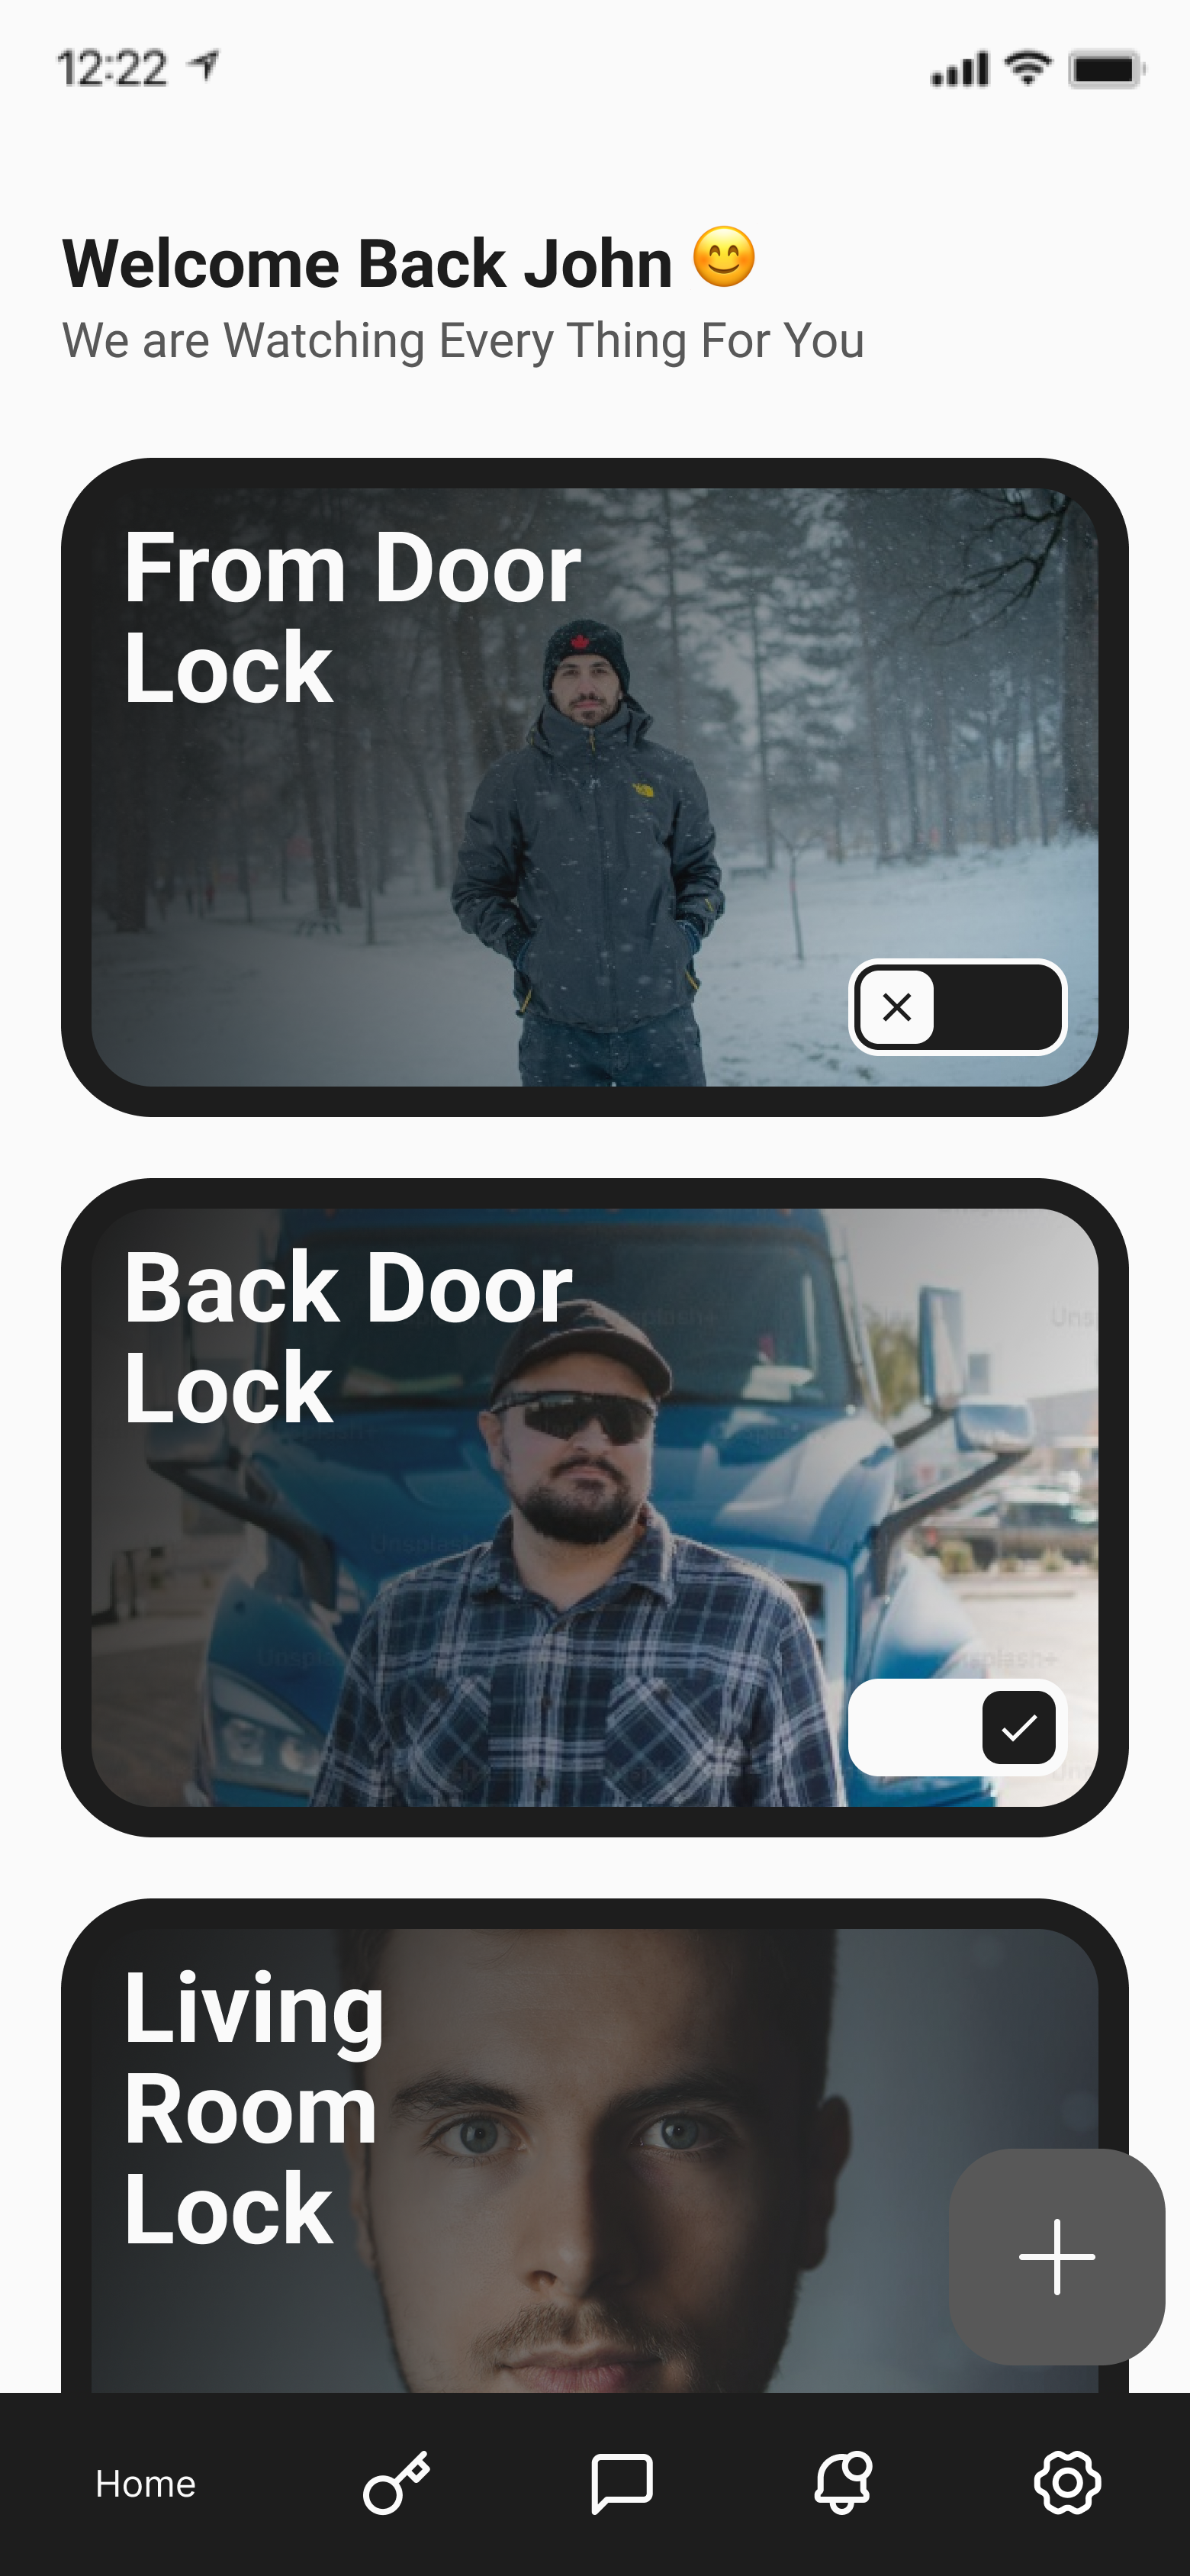 12:22
Welcome Back John 😊
We are Watching Every Thing For You
From Door
Lock
Back Door
Lock
Living
Room
Lock
Home